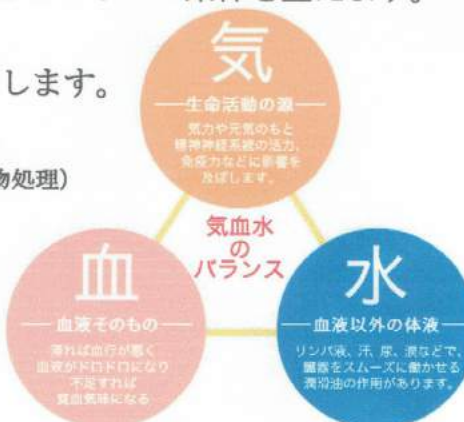 します。
物処理）
気
生命活動の源
気力や元気のもと
精神神経系統の活力、
免疫力などに影響を
及ぼします。
気血水
の
バランス
血
血液そのもの
滞れば血行が悪く
血液がドロドロになり
不足すれば
貧血気味になる
水
血液以外の体液
リンパ液、汗、尿、涙などで、
臓器をスムーズに働かせる
潤滑油の作用があります。